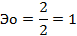 Эо = 2/2 = 1